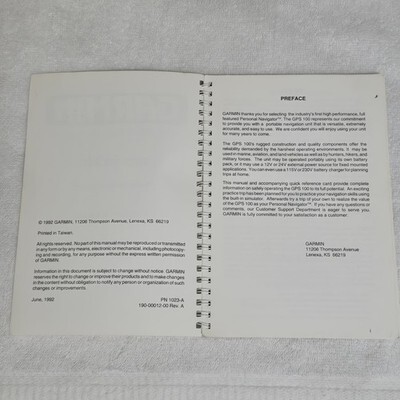 © 1992 GARMIN, 11206 Thompson Avenue, Lenexa, KS 66219
Printed in Taiwan.
All rights reserved. No part of this manual may be reproduced or transmitted
in any form or by any means, electronic or mechanical, including photocopy-
ing and recording, for any purpose without the express written permission
of GARMIN.
Information in this document is subject to change without notice. GARMIN
reserves the right to change or improve their products and to make changes in
the content without obligation to notify any person or organization of such
changes or improvements.
June, 1992
PN 1023-A
190-00012-00 Rev. A
PREFACE
GARMIN thanks you for selecting the industry's first high performance, full
featured Personal Navigator™. The GPS 100 represents our commitment
to provide you with a portable navigation unit that is versatile, extremely
accurate, and easy to use. We are confident you will enjoy using your unit
for many years to come.
The GPS 100's rugged construction and quality components offer the
reliability demanded by the harshest operating environments. It may be
used in marine, aviation, and land vehicles as well as by humans, hikers, and
military forces. The unit may be operated portably using its own battery
pack, or it may use a 12V or 24V external power source for fixed mounted
applications. You can even use a 115V or 230V battery charger for planning
trips at home.
This manual and accompanying quick reference card provide complete
information on safely operating the GPS 100 to its full potential. An exciting
practice trip has been planned for you to practice your navigation skills using
the built-in simulator. Afterwards try a trip of your own to realize the value
of the GPS 100 as your Personal Navigator™. If you have any questions or
comments, our Customer Support Department is eager to serve you.
GARMIN is fully committed to your satisfaction as a customer.
GARMIN
11206 Thompson Avenue
Lenexa, KS 66219